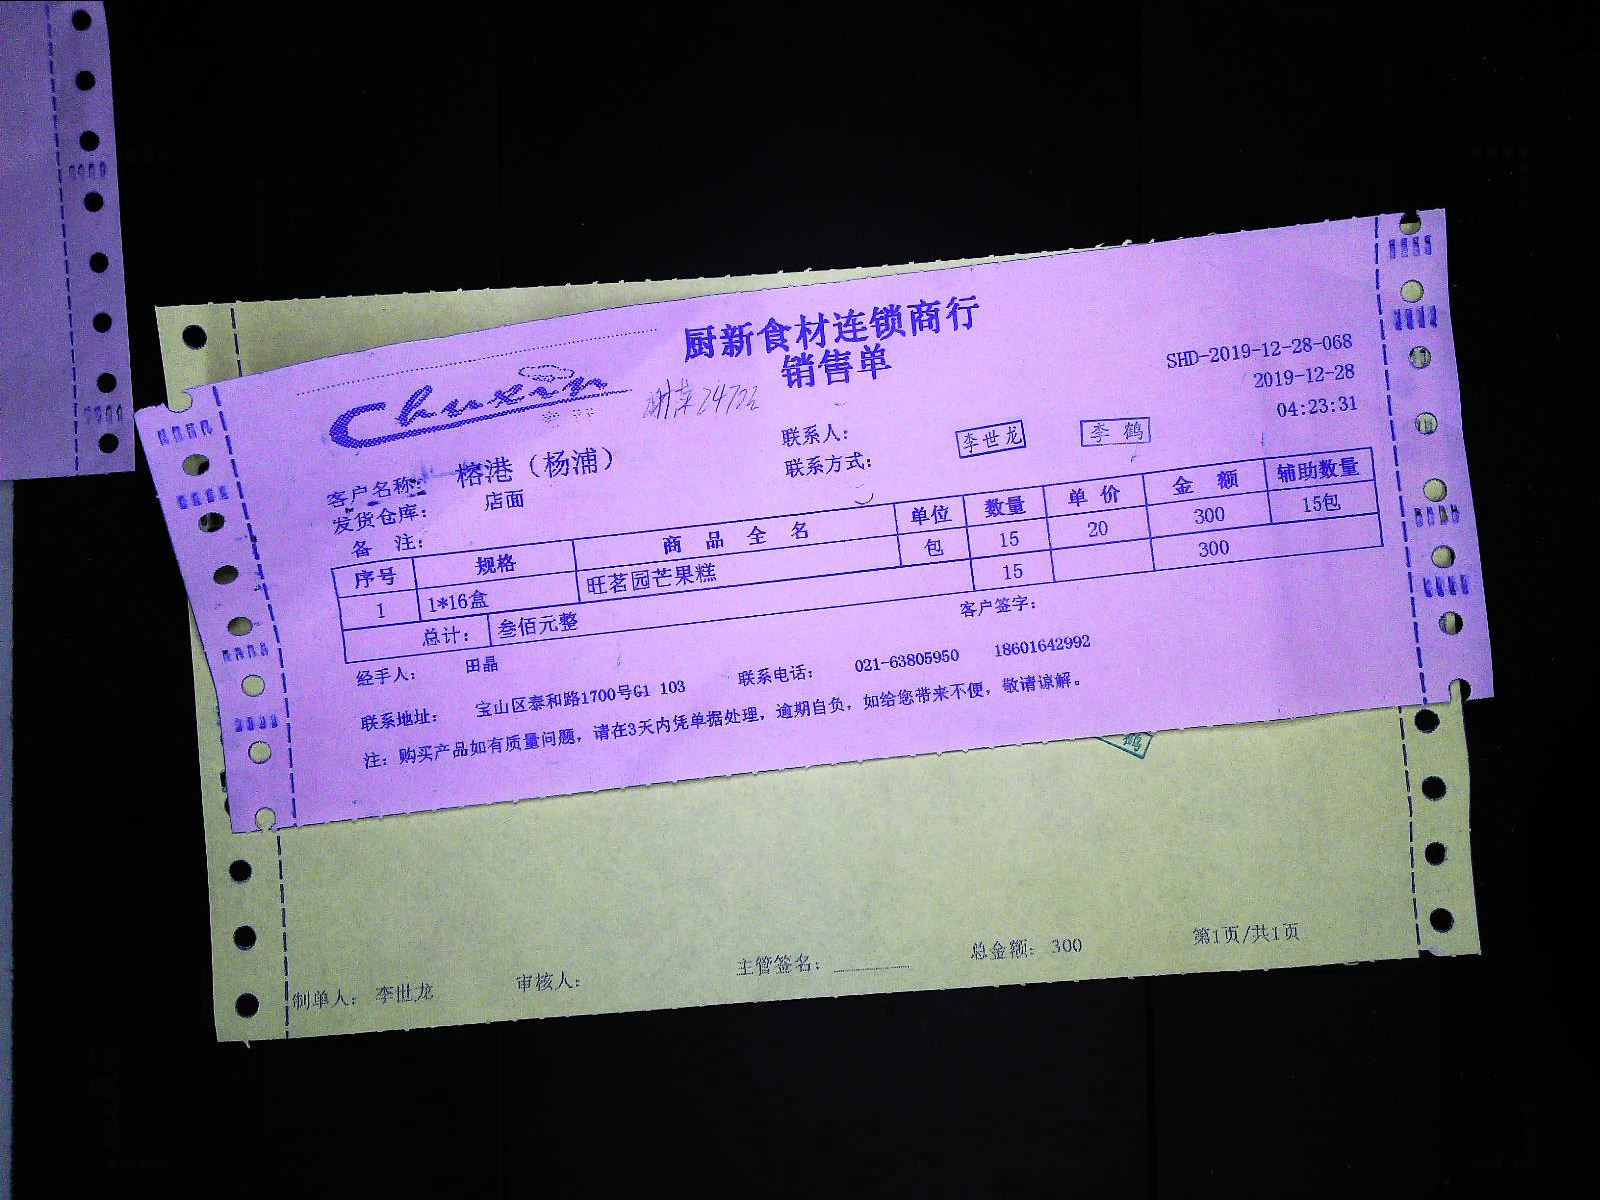 厨新食材连锁商行
销售单
Chuxin
SHD-2019-12-28-068
2019-12-28
04:23:31
联系人：
李世龙
李鹤
联系方式：
客户名称： 榕港（杨浦）
发货仓库： 店面
备 注：
序号 规格 商品全名 单位 数量 单价 金额 辅助数量
1 1*16盒 旺茗园芒果糕 包 15 20 300 15包
15 300
总计： 叁佰元整
客户签字：
经手人： 田晶
联系地址： 宝山区泰和路1700号G1 103 联系电话： 021-63805950 18601642992
注：购买产品如有质量问题，请在3天内凭单据处理，逾期自负，如给您带来不便，敬请谅解。
鹤
制单人： 李世龙 审核人： 主管签名： 总金额： 300 第1页/共1页